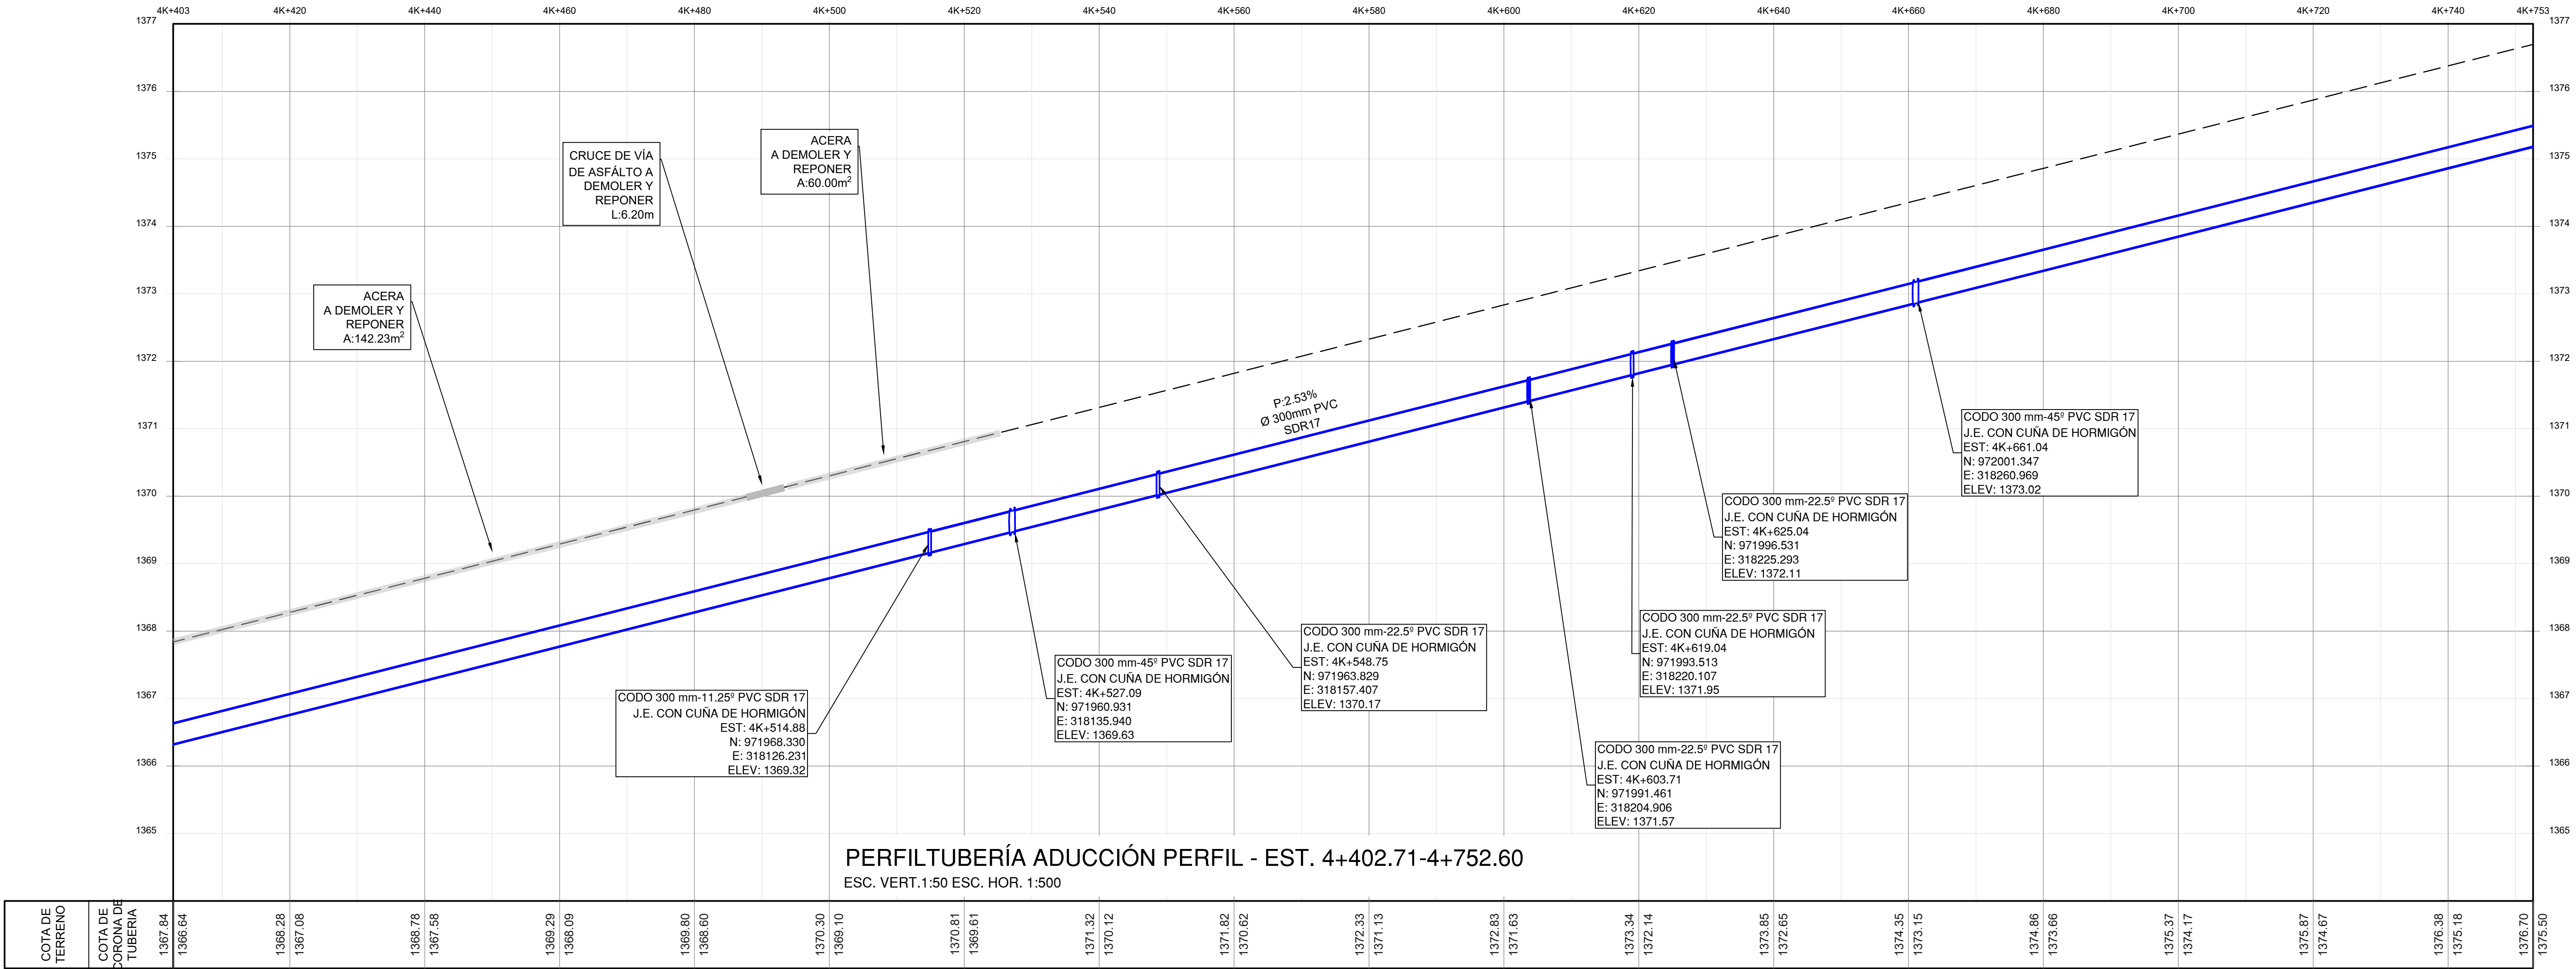 4K+403 4K+420 4K+440 4K+460 4K+480 4K+500 4K+520 4K+540 4K+560 4K+580 4K+600 4K+620 4K+640 4K+660 4K+680 4K+700 4K+720 4K+740 4K+753
1377 1377
1376 1376
1375 1375
1374 1374
1373 1373
1372 1372
1371 1371
1370 1370
1369 1369
1368 1368
1367 1367
1366 1366
1365 1365
ACERA
A DEMOLER Y
REPONER
A:142.23m²
CRUCE DE VÍA
DE ASFÁLTO A
DEMOLER Y
REPONER
L:6.20m
ACERA
A DEMOLER Y
REPONER
A:60.00m²
P:2.53%
Ø 300mm PVC
SDR17
CODO 300 mm-11.25º PVC SDR 17
J.E. CON CUÑA DE HORMIGÓN
EST: 4K+514.88
N: 971968.330
E: 318126.231
ELEV: 1369.32
CODO 300 mm-45º PVC SDR 17
J.E. CON CUÑA DE HORMIGÓN
EST: 4K+527.09
N: 971960.931
E: 318135.940
ELEV: 1369.63
CODO 300 mm-22.5º PVC SDR 17
J.E. CON CUÑA DE HORMIGÓN
EST: 4K+548.75
N: 971963.829
E: 318157.407
ELEV: 1370.17
CODO 300 mm-22.5º PVC SDR 17
J.E. CON CUÑA DE HORMIGÓN
EST: 4K+603.71
N: 971991.461
E: 318204.906
ELEV: 1371.57
CODO 300 mm-22.5º PVC SDR 17
J.E. CON CUÑA DE HORMIGÓN
EST: 4K+619.04
N: 971993.513
E: 318220.107
ELEV: 1371.95
CODO 300 mm-22.5º PVC SDR 17
J.E. CON CUÑA DE HORMIGÓN
EST: 4K+625.04
N: 971996.531
E: 318225.293
ELEV: 1372.11
CODO 300 mm-45º PVC SDR 17
J.E. CON CUÑA DE HORMIGÓN
EST: 4K+661.04
N: 972001.347
E: 318260.969
ELEV: 1373.02
PERFILTUBERÍA ADUCCIÓN PERFIL - EST. 4+402.71-4+752.60
ESC. VERT.1:50 ESC. HOR. 1:500
COTA DE
TERRENO
COTA DE
CORONA DE
TUBERIA
1367.84
1366.64
1368.28
1367.08
1368.78
1367.58
1369.29
1368.09
1369.80
1368.60
1370.30
1369.10
1370.81
1369.61
1371.32
1370.12
1371.82
1370.62
1372.33
1371.13
1372.83
1371.63
1373.34
1372.14
1373.85
1372.65
1374.35
1373.15
1374.86
1373.66
1375.37
1374.17
1375.87
1374.67
1376.38
1375.18
1376.70
1375.50